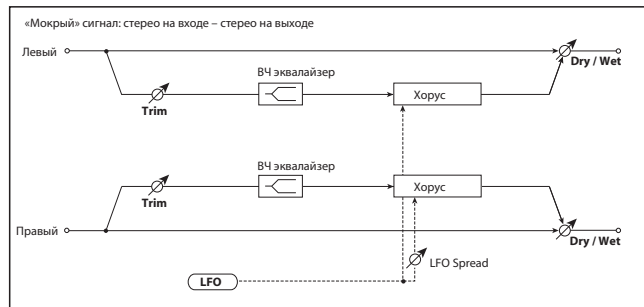 «Мокрый» сигнал: стерео на входе – стерео на выходе
Левый
Dry / Wet
ВЧ эквалайзер
Хорус
Trim
ВЧ эквалайзер
Хорус
Trim
Правый
Dry / Wet
LFO Spread
LFO